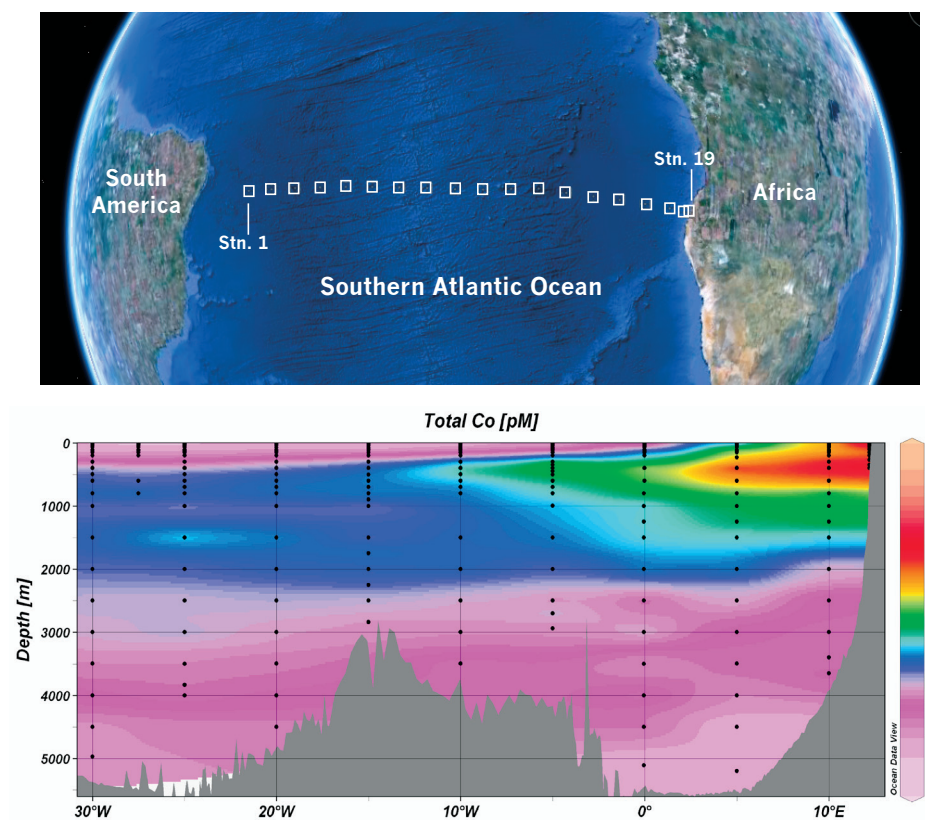 South
America
Stn. 1
Stn. 19
Africa
Southern Atlantic Ocean
Total Co [pM]
Depth [m]
0
1000
2000
3000
4000
5000
30°W
20°W
10°W
0°
10°E
Ocean Data View